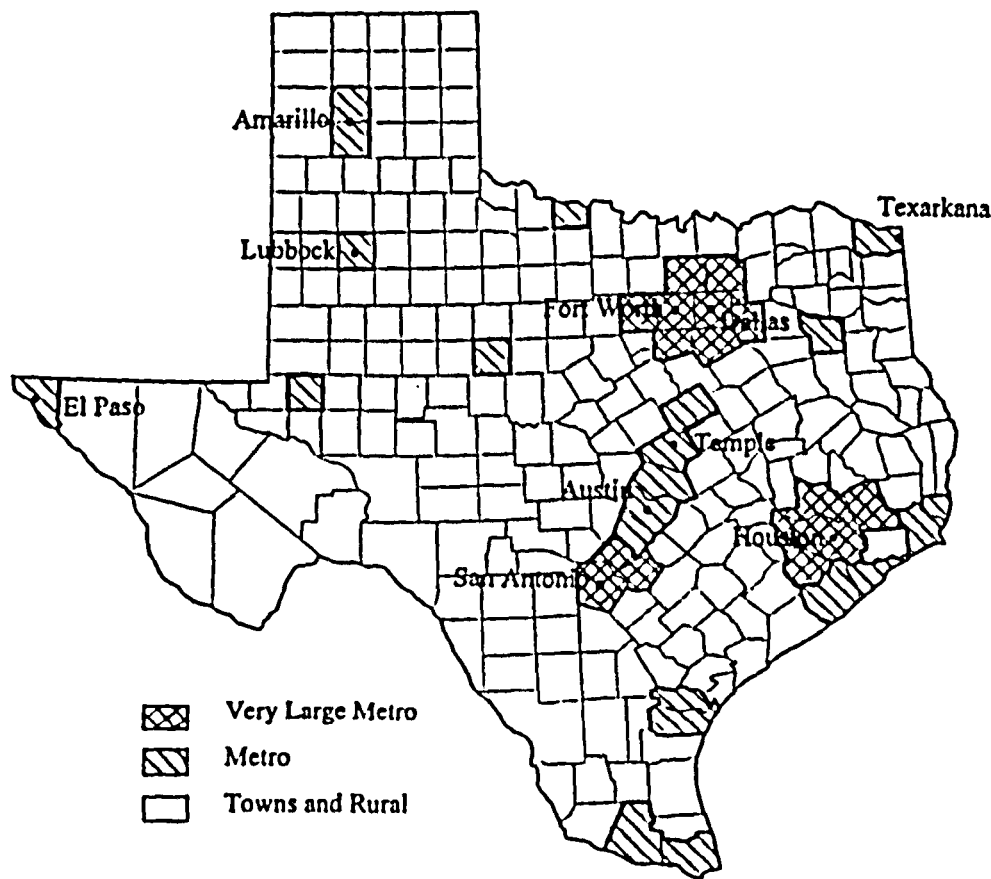 Amarillo
Texarkana
Lubbock
Fort Worth
Dallas
El Paso
Temple
Austin
Houston
San Antonio
Very Large Metro
Metro
Towns and Rural